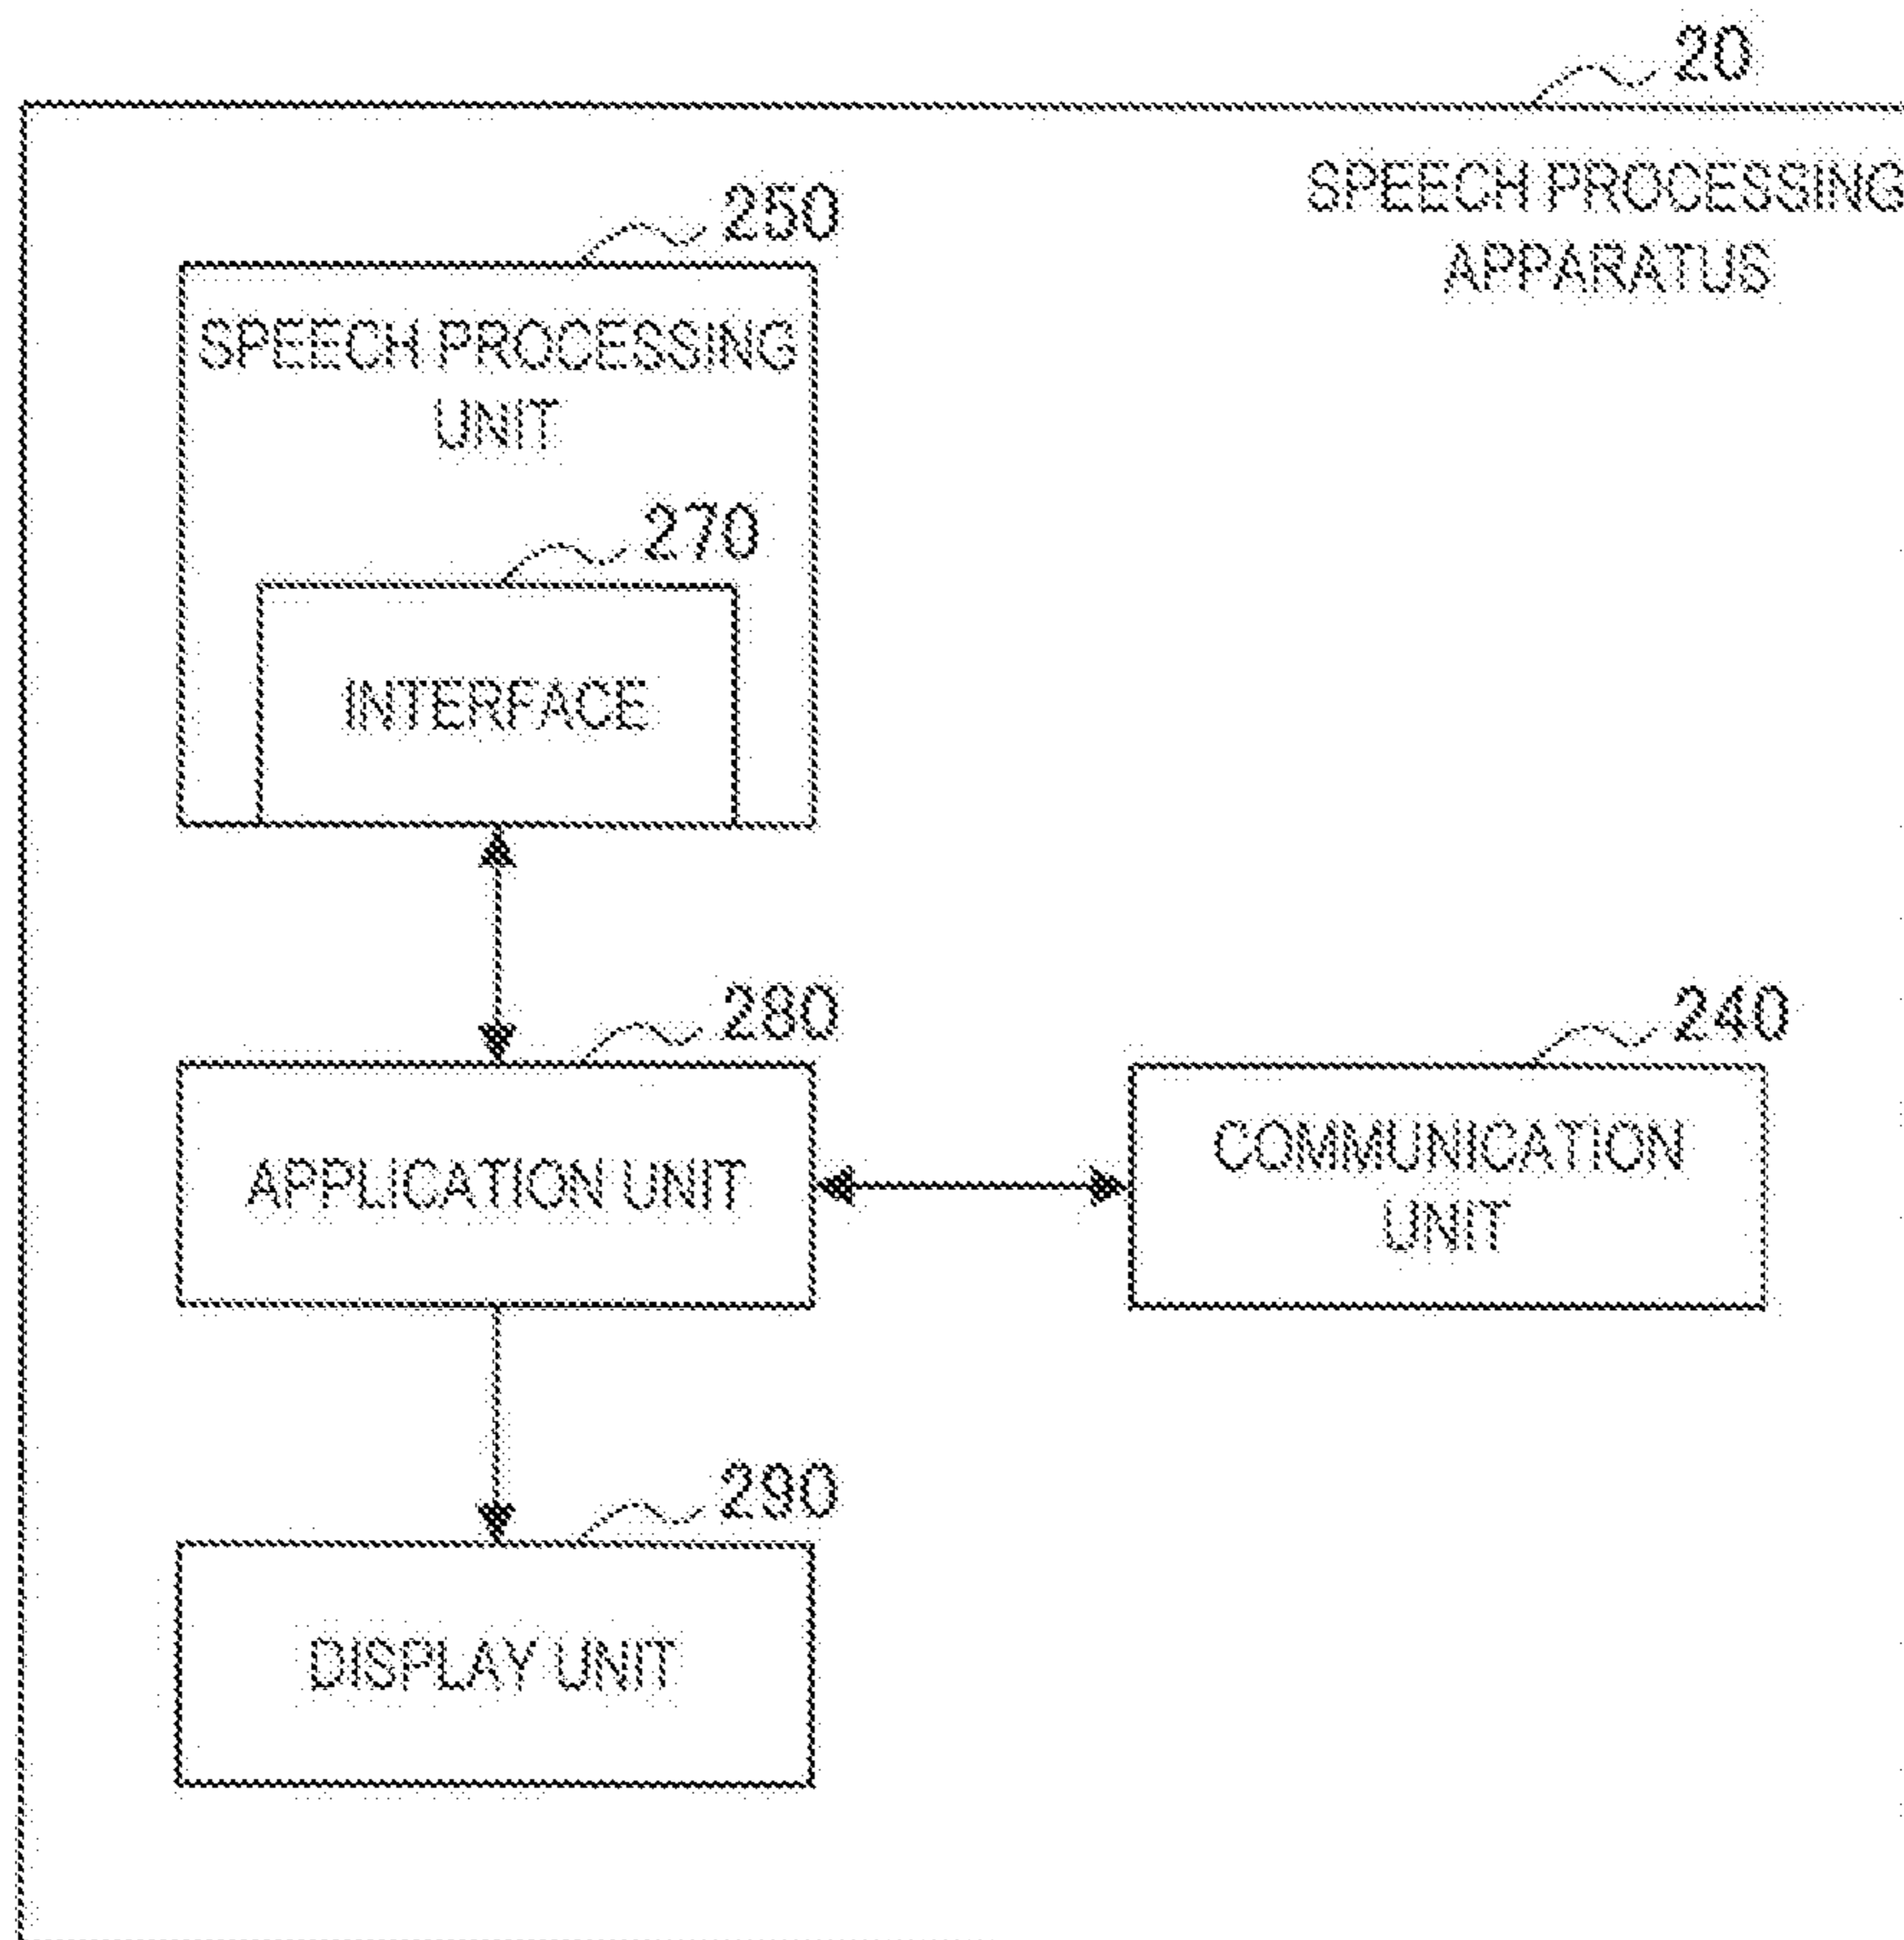 20
SPEECH PROCESSING
APPARATUS
250
SPEECH PROCESSING
UNIT
270
INTERFACE
280
APPLICATION UNIT
240
COMMUNICATION
UNIT
290
DISPLAY UNIT